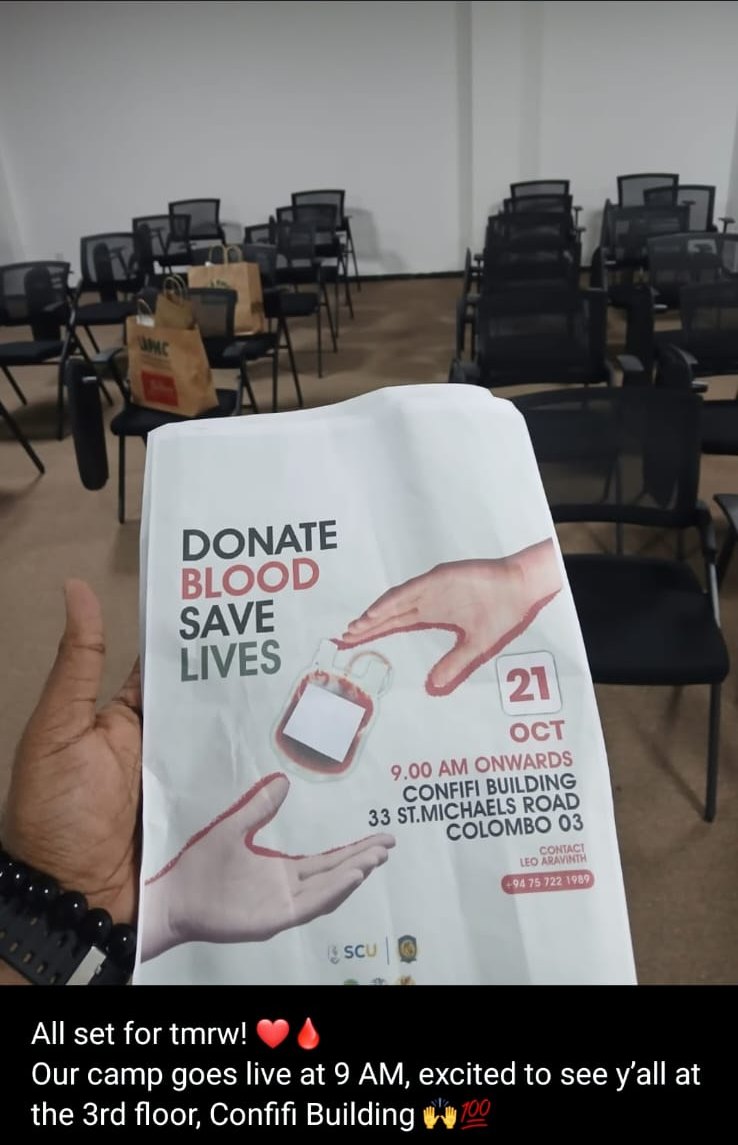 DONATE
BLOOD
SAVE
LIVES
21
OCT
9.00 AM ONWARDS
CONFIFI BUILDING
33 ST.MICHAELS ROAD
COLOMBO 03
CONTACT
LEO ARAVINTH
+94 75 722 1989
SCU
All set for tmrw! ❤️🩸
Our camp goes live at 9 AM, excited to see y’all at
the 3rd floor, Confifi Building 🙌💯